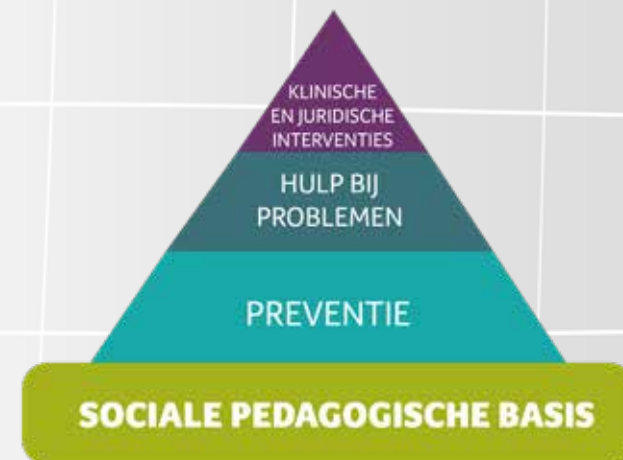 KLINISCHE
EN JURIDISCHE
INTERVENTIES
HULP BIJ
PROBLEMEN
PREVENTIE
SOCIALE PEDAGOGISCHE BASIS